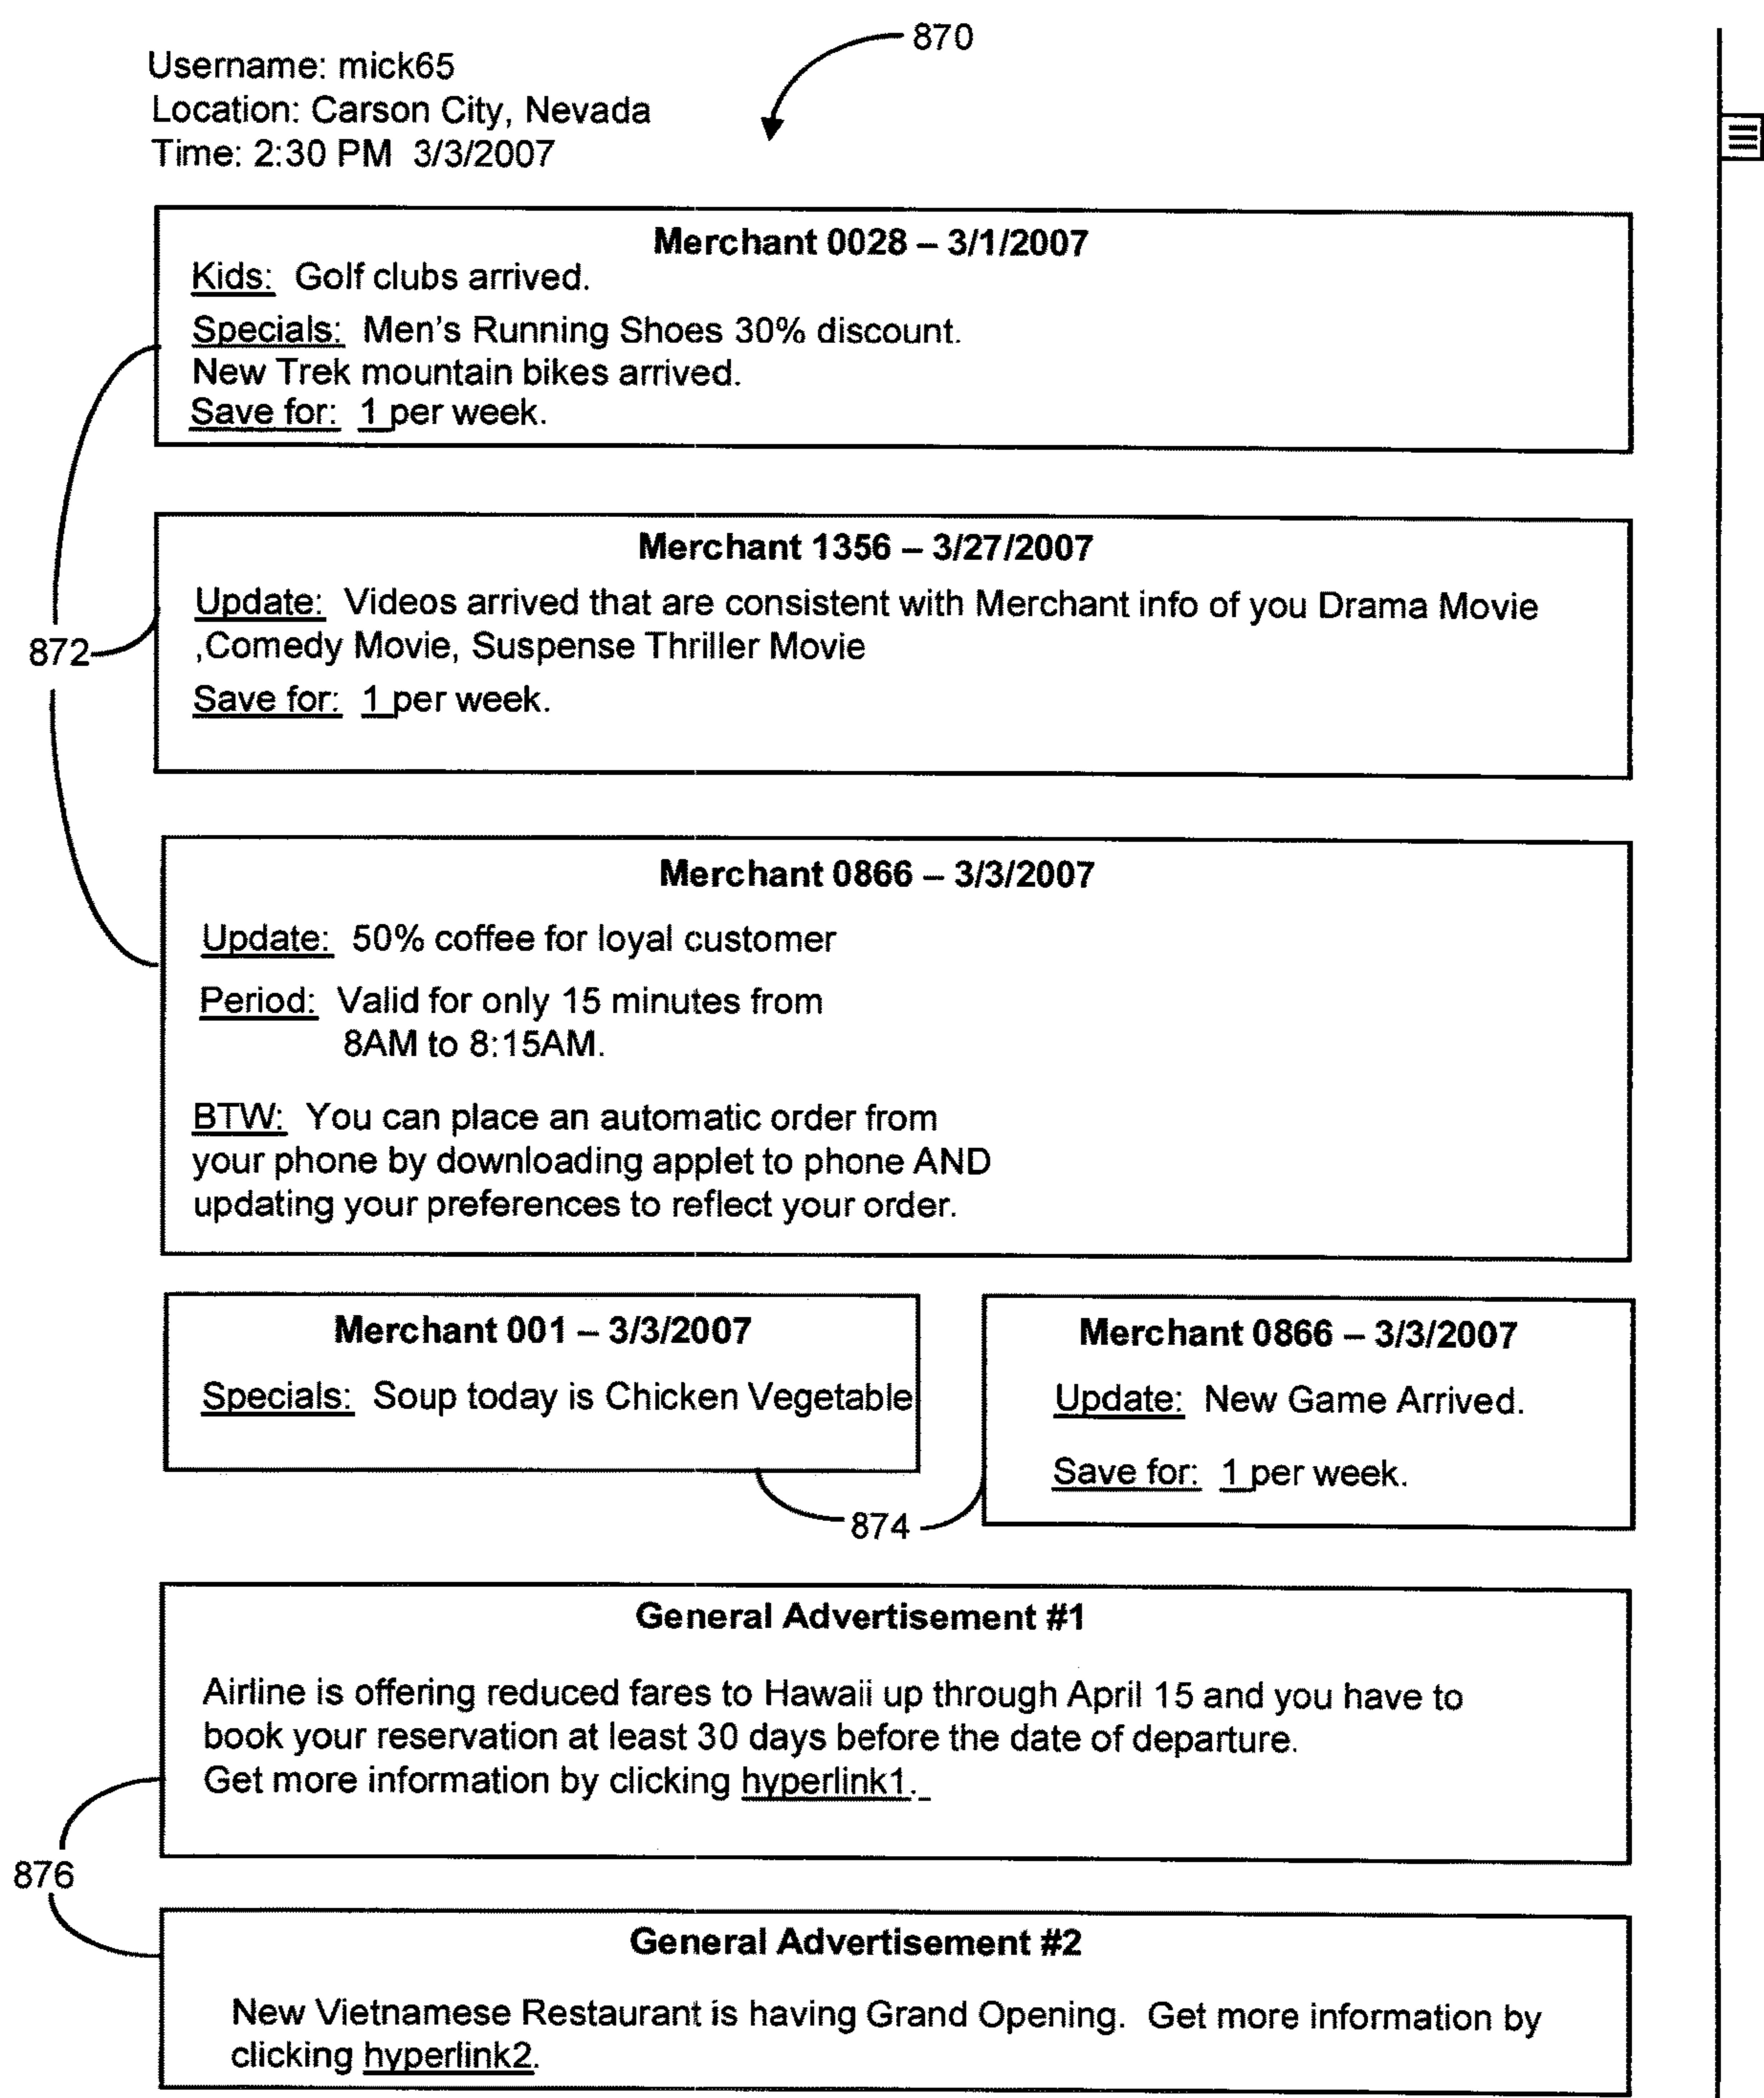 870
Username: mick65
Location: Carson City, Nevada
Time: 2:30 PM 3/3/2007
Merchant 0028 – 3/1/2007
Kids: Golf clubs arrived.
Specials: Men's Running Shoes 30% discount.
New Trek mountain bikes arrived.
Save for: 1 per week.
Merchant 1356 – 3/27/2007
Update: Videos arrived that are consistent with Merchant info of you Drama Movie
,Comedy Movie, Suspense Thriller Movie
Save for: 1 per week.
872
Merchant 0866 – 3/3/2007
Update: 50% coffee for loyal customer
Period: Valid for only 15 minutes from
8AM to 8:15AM.
BTW: You can place an automatic order from
your phone by downloading applet to phone AND
updating your preferences to reflect your order.
Merchant 001 – 3/3/2007
Specials: Soup today is Chicken Vegetable
Merchant 0866 – 3/3/2007
Update: New Game Arrived.
Save for: 1 per week.
874
General Advertisement #1
Airline is offering reduced fares to Hawaii up through April 15 and you have to
book your reservation at least 30 days before the date of departure.
Get more information by clicking hyperlink1.
876
General Advertisement #2
New Vietnamese Restaurant is having Grand Opening. Get more information by
clicking hyperlink2.